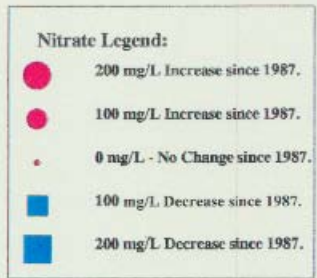 Nitrate Legend:
200 mg/L Increase since 1987.
100 mg/L Increase since 1987.
0 mg/L - No Change since 1987.
100 mg/L Decrease since 1987.
200 mg/L Decrease since 1987.